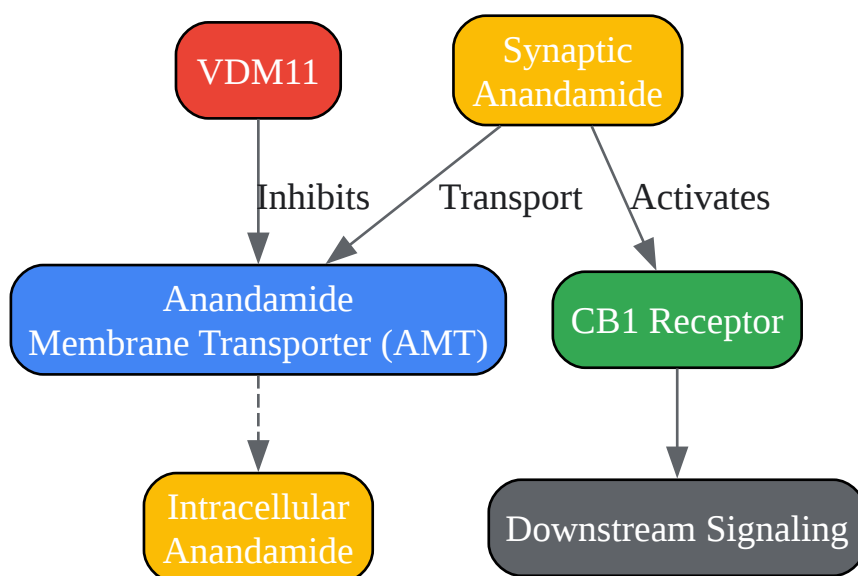 VDM11
Synaptic
Anandamide
Inhibits
Transport
Activates
Anandamide
Membrane Transporter (AMT)
CB1 Receptor
Intracellular
Anandamide
Downstream Signaling